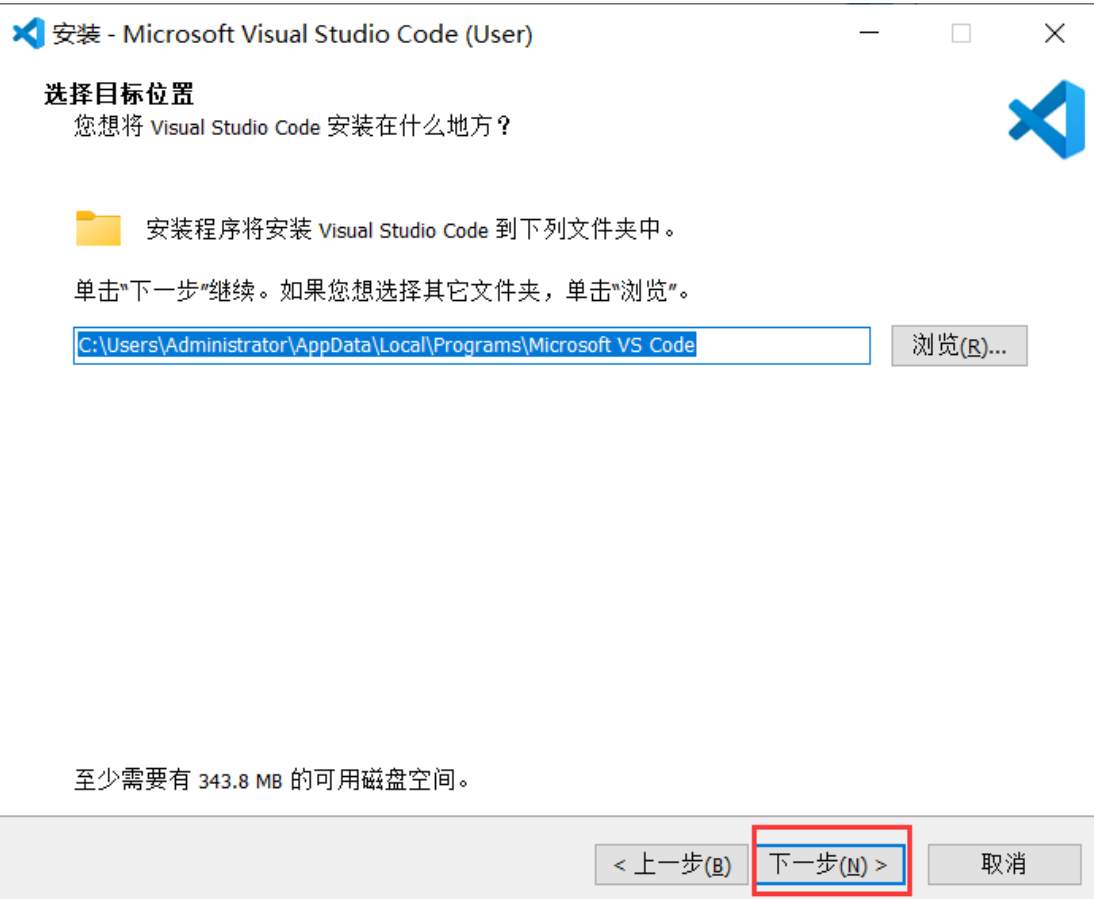 安装 - Microsoft Visual Studio Code (User)
选择目标位置
您想将 Visual Studio Code 安装在什么地方？
安装程序将安装 Visual Studio Code 到下列文件夹中。
单击“下一步”继续。如果您想选择其它文件夹，单击“浏览”。
C:\Users\Administrator\AppData\Local\Programs\Microsoft VS Code
浏览(R)...
至少需要有 343.8 MB 的可用磁盘空间。
< 上一步(B) 下一步(N) > 取消